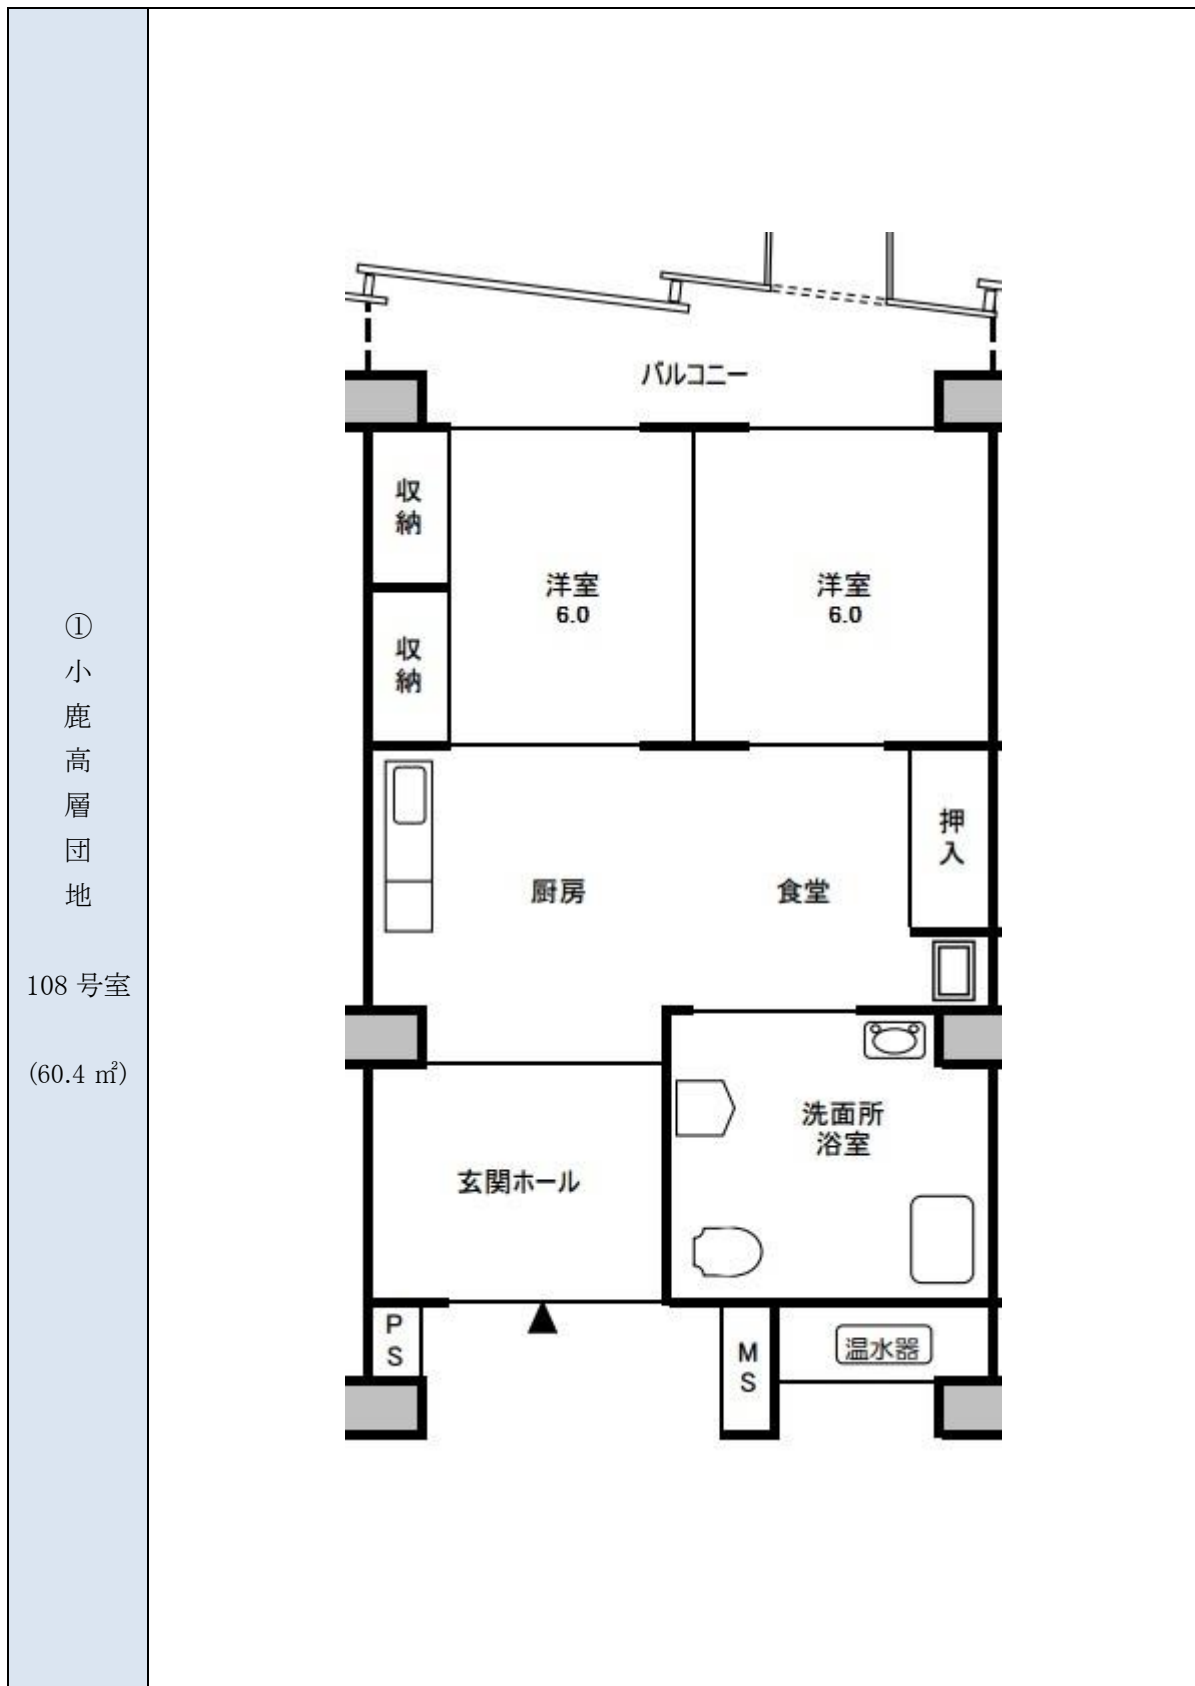 ①小鹿高層団地
108 号室
(60.4 ㎡)
バルコニー
収納
洋室
6.0
洋室
6.0
収納
押入
厨房
食堂
洗面所
浴室
玄関ホール
PS
MS
温水器